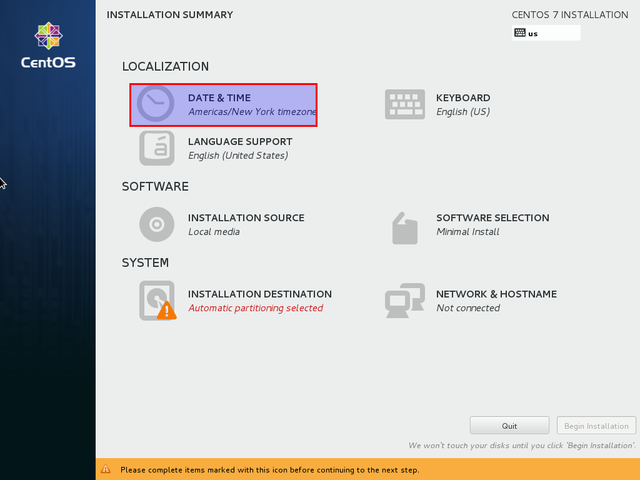 INSTALLATION SUMMARY
CENTOS 7 INSTALLATION
us
CentOS
LOCALIZATION
DATE & TIME
Americas/New York timezone
KEYBOARD
English (US)
LANGUAGE SUPPORT
English (United States)
SOFTWARE
INSTALLATION SOURCE
Local media
SOFTWARE SELECTION
Minimal Install
SYSTEM
INSTALLATION DESTINATION
Automatic partitioning selected
NETWORK & HOSTNAME
Not connected
Quit
Begin Installation
We won't touch your disks until you click 'Begin Installation'.
Please complete items marked with this icon before continuing to the next step.